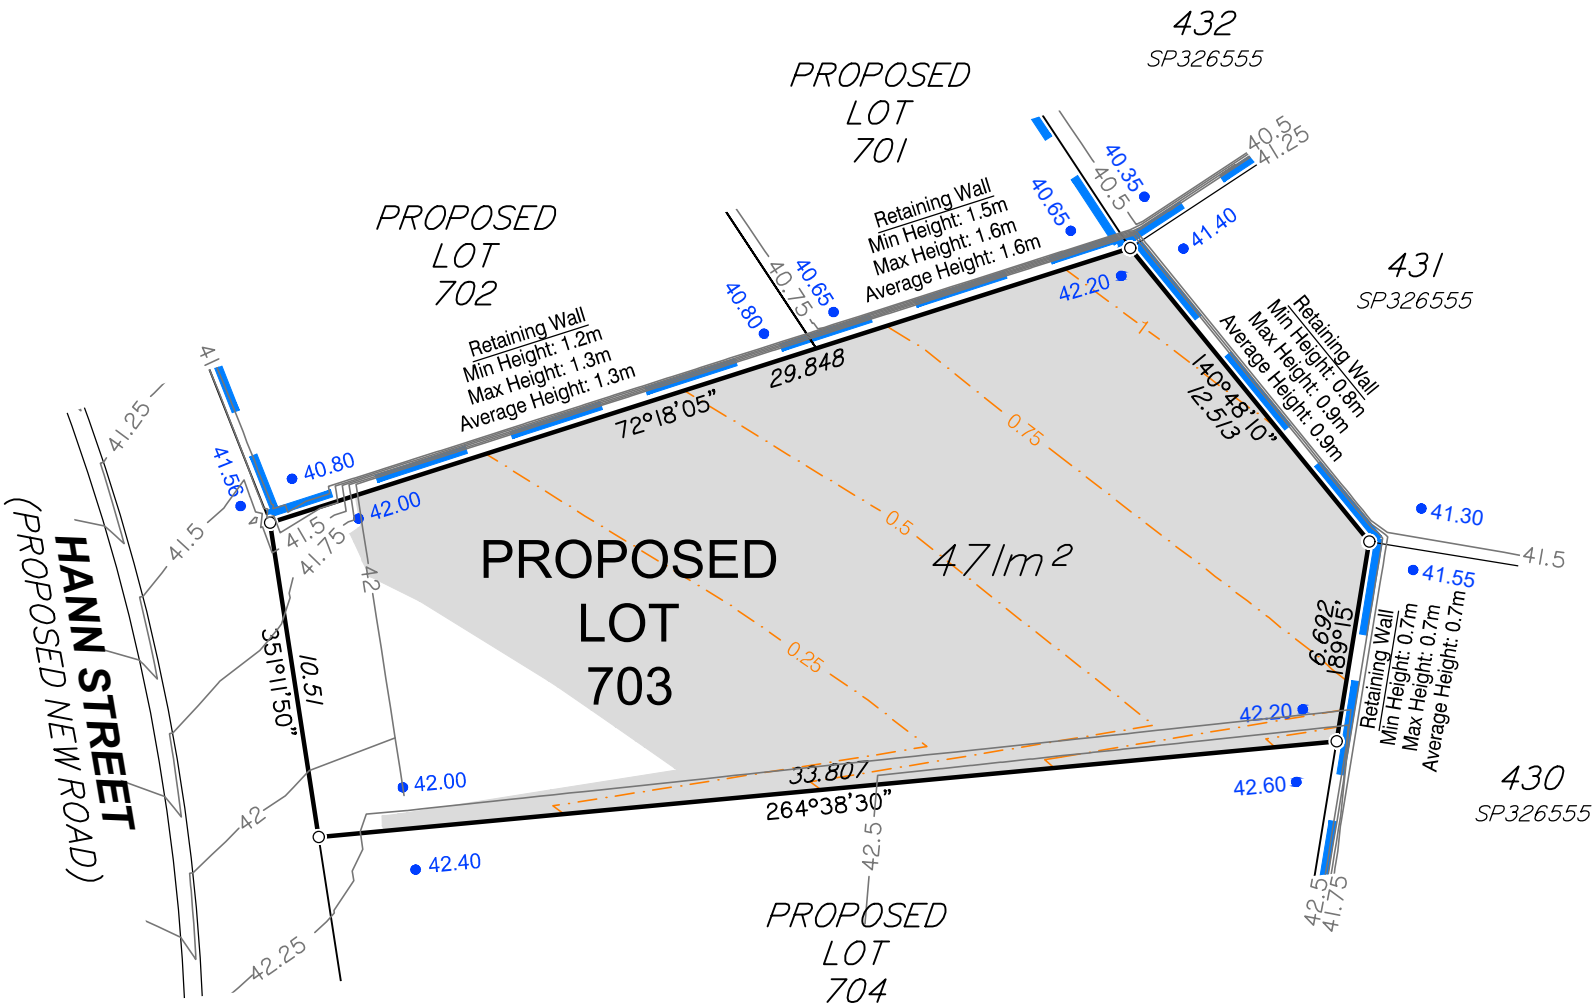 432
SP326555
PROPOSED
LOT
701
40.5
41.25
40.35
40.5
40.65
41.40
Retaining Wall
Min Height: 1.5m
Max Height: 1.6m
Average Height: 1.6m
PROPOSED
LOT
702
40.75
40.65
40.80
42.20
431
SP326555
Retaining Wall
Min Height: 0.8m
Max Height: 0.9m
Average Height: 0.9m
Retaining Wall
Min Height: 1.2m
Max Height: 1.3m
Average Height: 1.3m
41
29.848
72°18'05"
1
140°48'10"
12.513
0.75
41.25
41.56
40.80
42.00
41.5
41.5
41.75
42
0.5
41.30
41.5
41.55
HANN STREET
(PROPOSED NEW ROAD)
PROPOSED
LOT
703
471m²
0.25
10.51
351°11'50"
6.692
189°15'
Retaining Wall
Min Height: 0.7m
Max Height: 0.7m
Average Height: 0.7m
42.20
42.00
33.807
264°38'30"
42.60
430
SP326555
42
42.40
42.5
42.25
42.5
41.75
PROPOSED
LOT
704